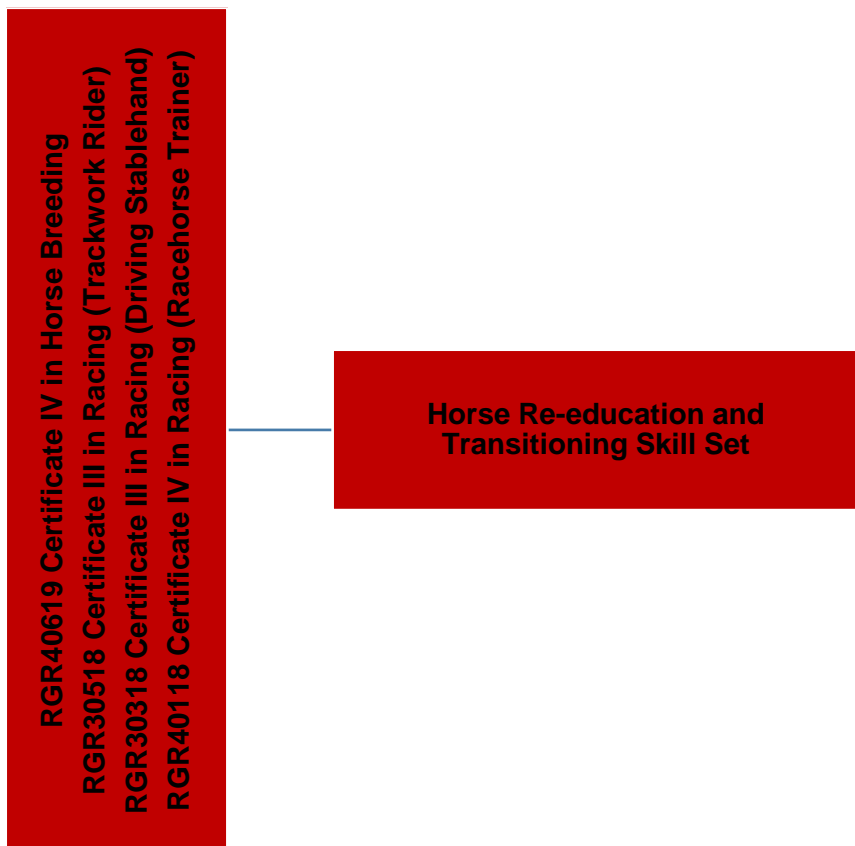 RGR40619 Certificate IV in Horse Breeding
RGR30518 Certificate III in Racing (Trackwork Rider)
RGR30318 Certificate III in Racing (Driving Stablehand)
RGR40118 Certificate IV in Racing (Racehorse Trainer)
Horse Re-education and
Transitioning Skill Set